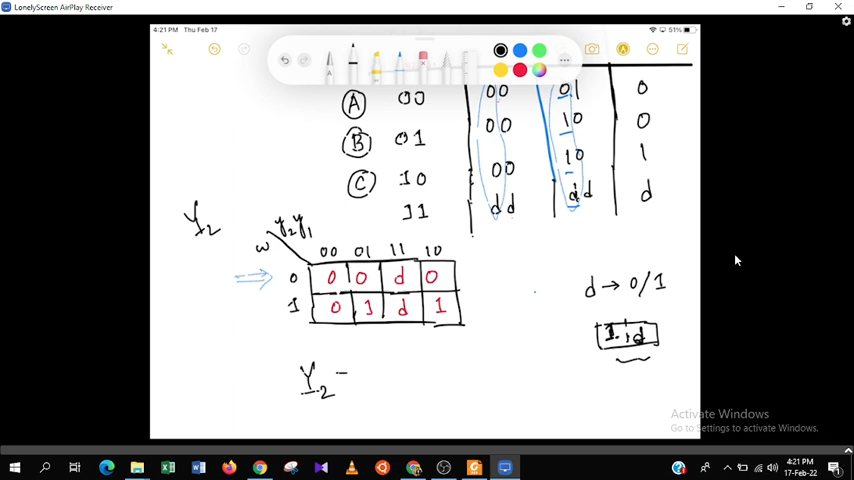 LonelyScreen AirPlay Receiver
4:21 PM Thu Feb 17
51%
A
A 00 00 01 0
B 01 00 10 0
C 10 00 10 1
11 dd dd d
Y2
y2y1
w
00 01 11 10
0 0 0 d 0
1 0 1 d 1
d → 0/1
1, d
Y2 =
Activate Windows
Go to Settings to activate Windows.
4:21 PM
17-Feb-22